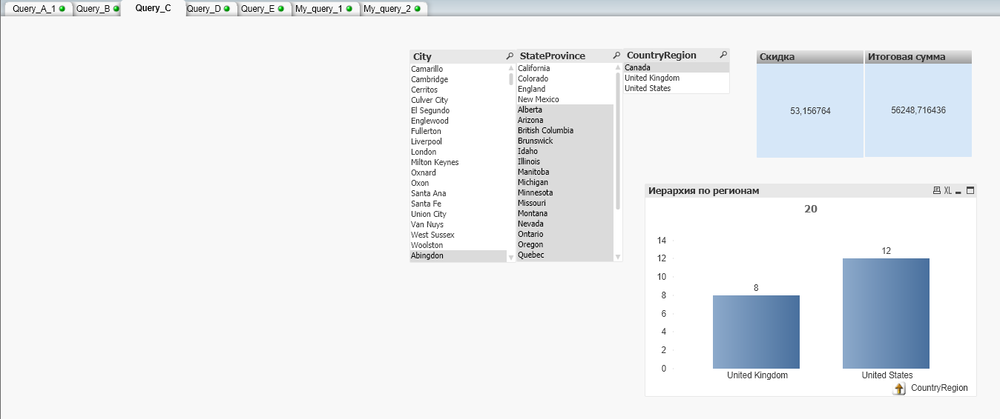 Query_A_1 Query_B Query_C Query_D Query_E My_query_1 My_query_2
City
Camarillo
Cambridge
Cerritos
Culver City
El Segundo
Englewood
Fullerton
Liverpool
London
Milton Keynes
Oxnard
Oxon
Santa Ana
Santa Fe
Union City
Van Nuys
West Sussex
Woolston
Abingdon
StateProvince
California
Colorado
England
New Mexico
Alberta
Arizona
British Columbia
Brunswick
Idaho
Illinois
Manitoba
Michigan
Minnesota
Missouri
Montana
Nevada
Ontario
Oregon
Quebec
CountryRegion
Canada
United Kingdom
United States
Скидка
53,156764
Итоговая сумма
56248,716436
Иерархия по регионам XL
20
14
12
10
8
6
4
2
0
8
12
United Kingdom United States
CountryRegion